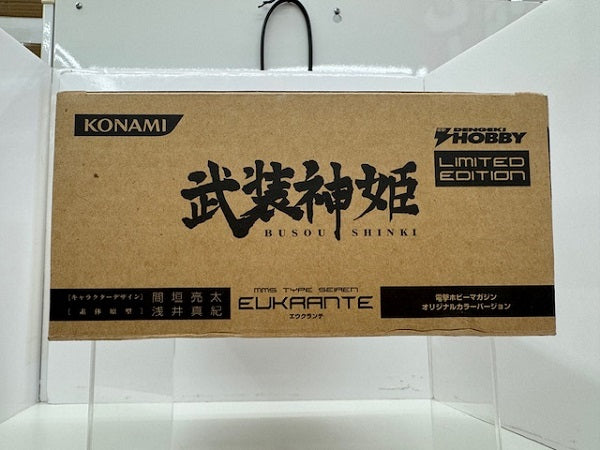 KONAMI
DENGEKI
HOBBY
LIMITED
EDITION
武装神姫
BUSOU SHINKI
[キャラクターデザイン] 間垣亮太
[素体原型] 浅井真紀
MMS TYPE SEIREN
EUKRANTE
エウクランテ
電撃ホビーマガジン
オリジナルカラーバージョン